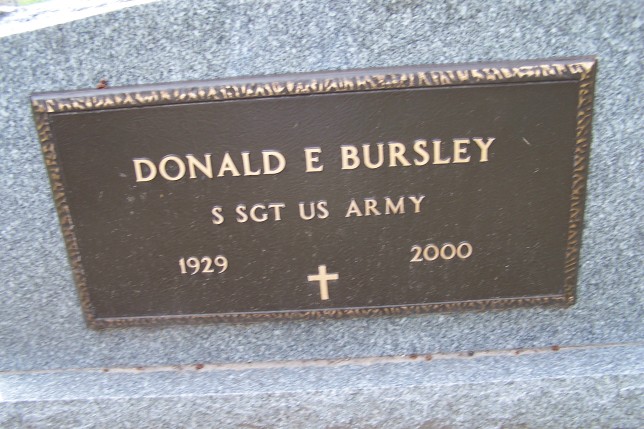 DONALD E BURSLEY
S SGT US ARMY
1929 2000